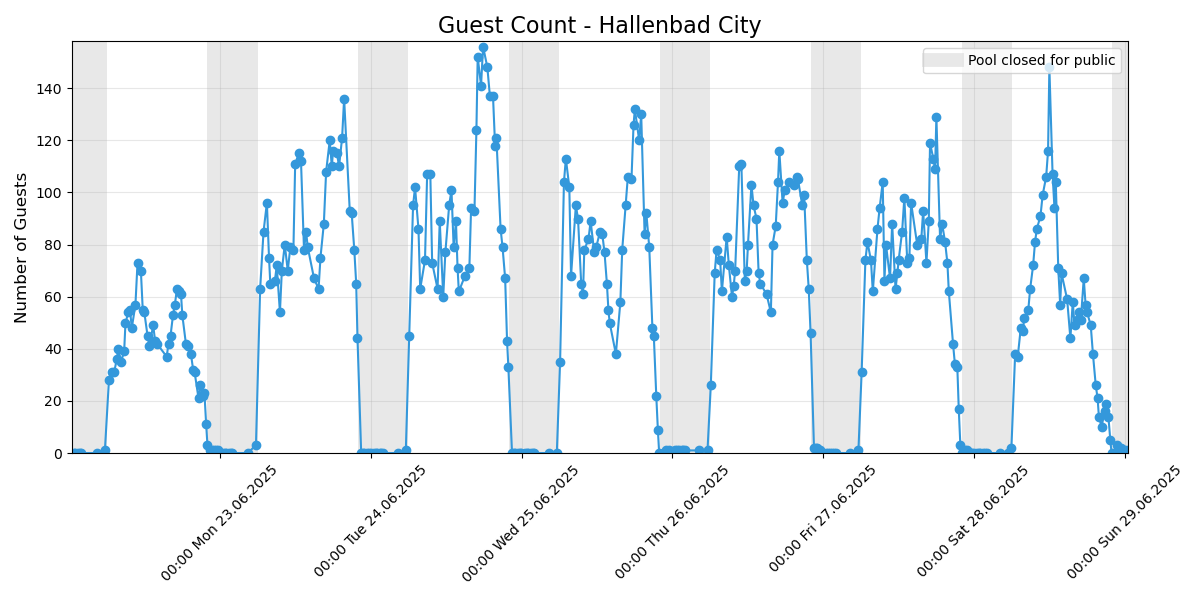 Guest Count - Hallenbad City
Pool closed for public
Number of Guests
140
120
100
80
60
40
20
0
00:00 Mon 23.06.2025
00:00 Tue 24.06.2025
00:00 Wed 25.06.2025
00:00 Thu 26.06.2025
00:00 Fri 27.06.2025
00:00 Sat 28.06.2025
00:00 Sun 29.06.2025